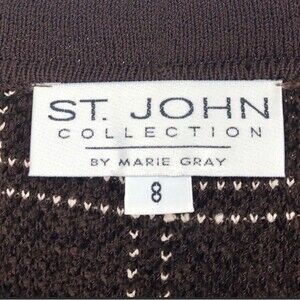 ST. JOHN
COLLECTION
BY MARIE GRAY
8